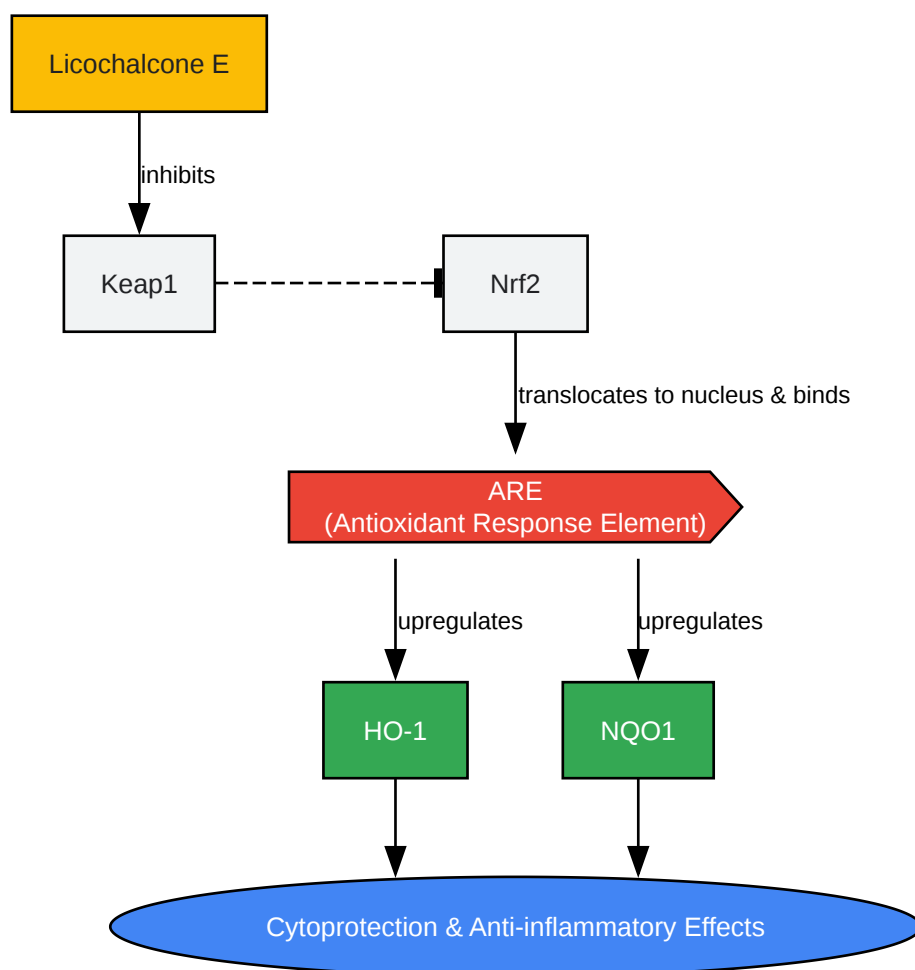 Licochalcone E
inhibits
Keap1
Nrf2
translocates to nucleus & binds
ARE
(Antioxidant Response Element)
upregulates
upregulates
HO-1
NQO1
Cytoprotection & Anti-inflammatory Effects